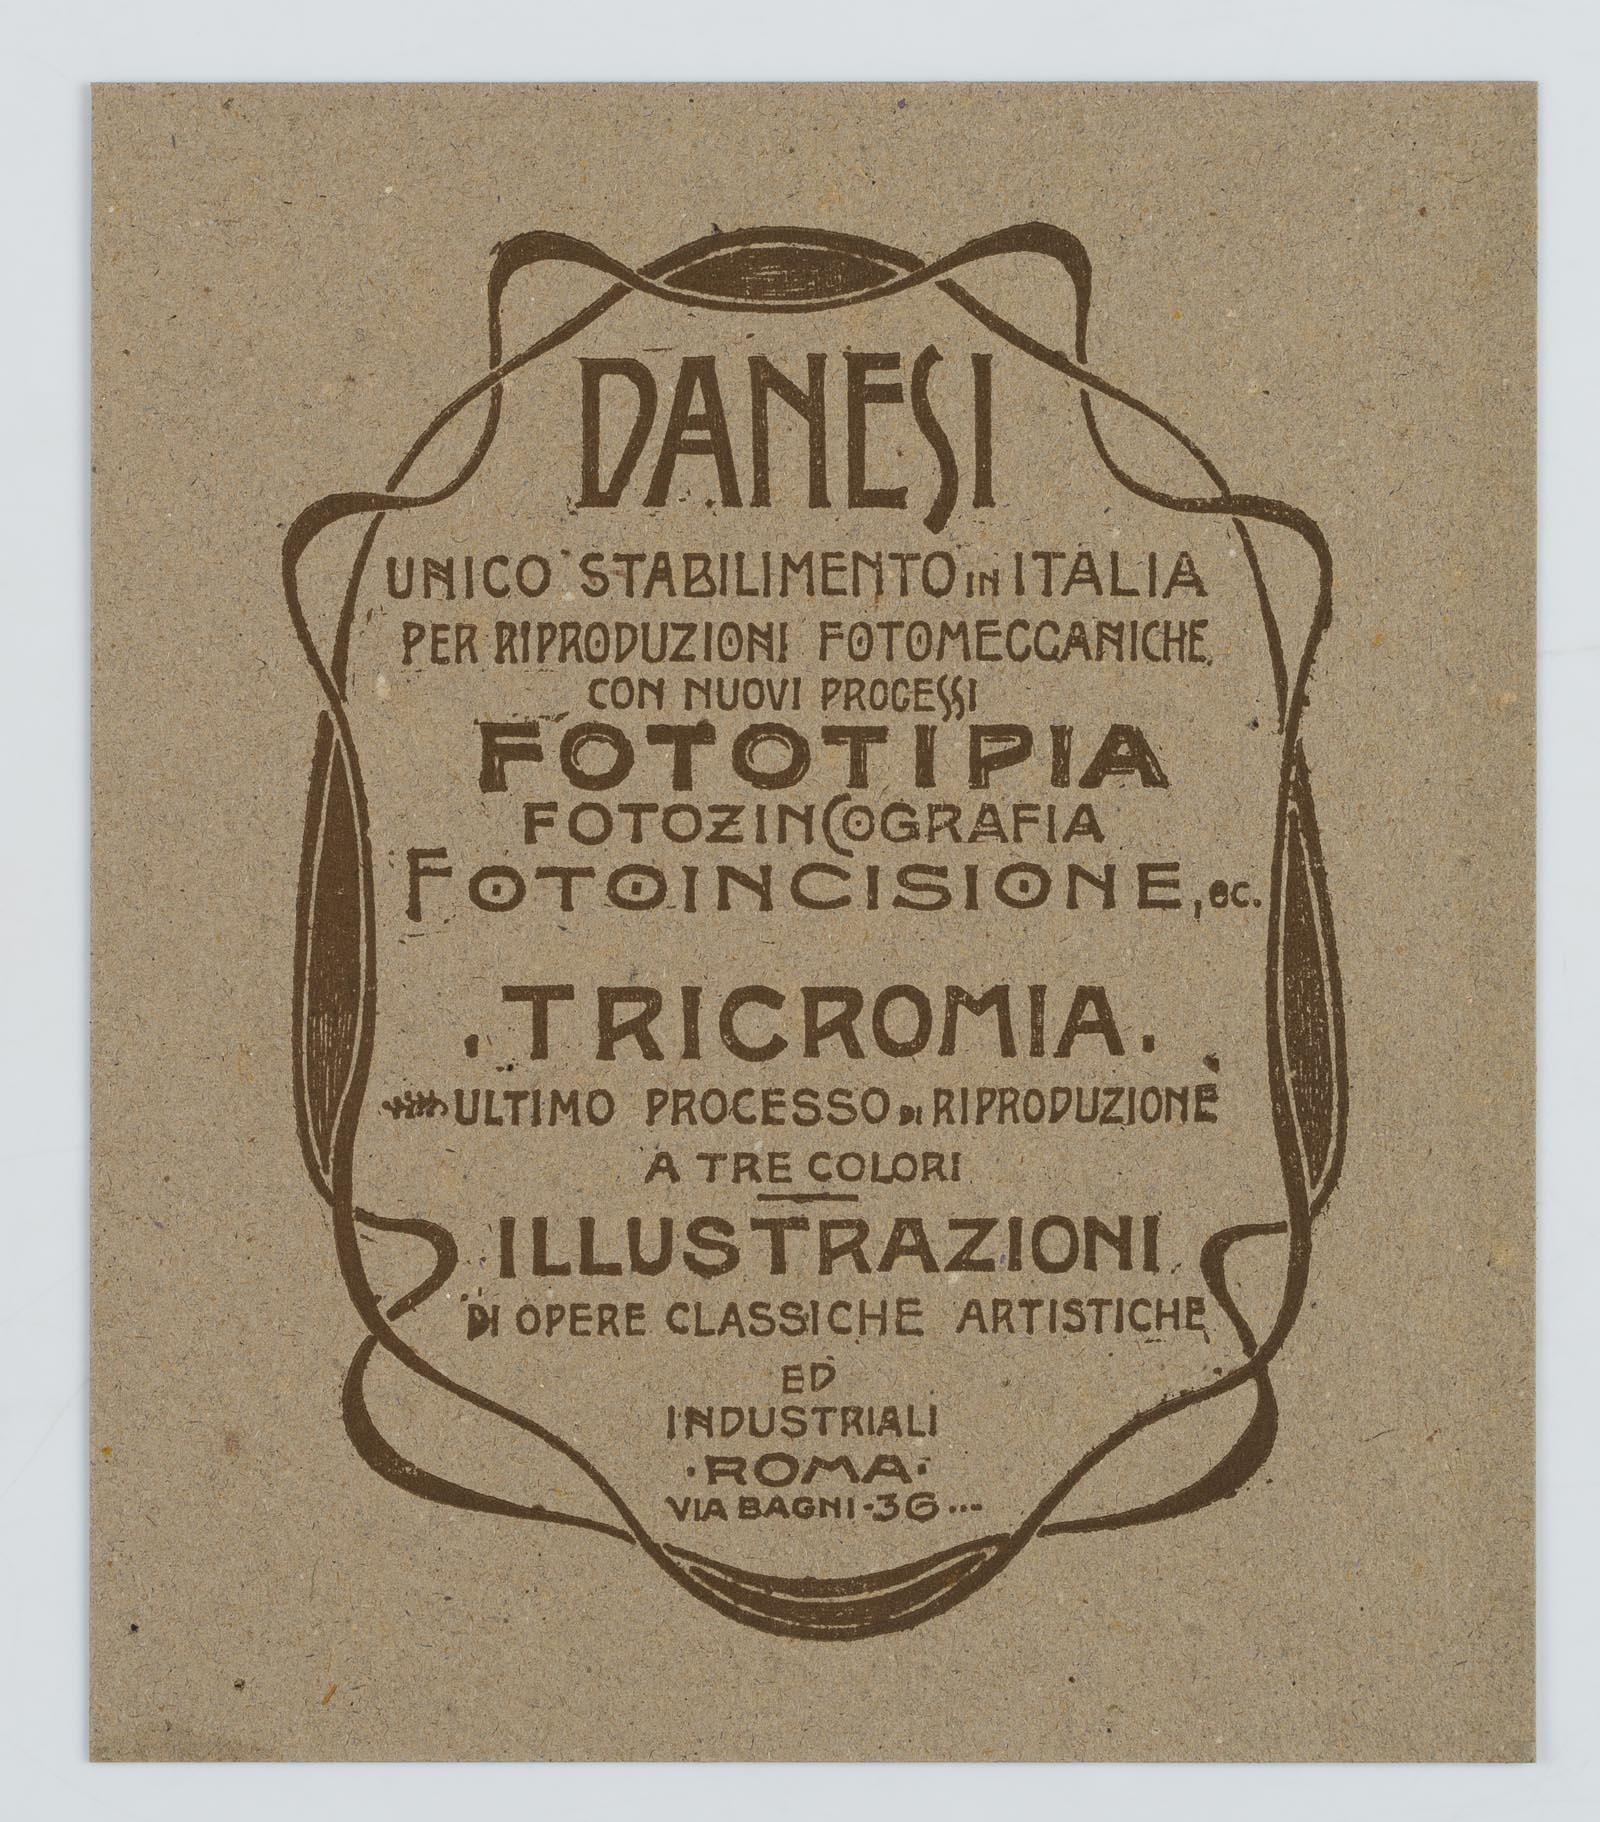 DANESI
UNICO STABILIMENTO IN ITALIA
PER RIPRODUZIONI FOTOMECCANICHE
CON NUOVI PROCESSI
FOTOTIPIA
FOTOZINCOGRAFIA
FOTOINCISIONE, ec.
. TRICROMIA .
ULTIMO PROCESSO DI RIPRODUZIONE
A TRE COLORI
ILLUSTRAZIONI
DI OPERE CLASSICHE ARTISTICHE
ED
INDUSTRIALI
·ROMA·
VIA BAGNI·36...